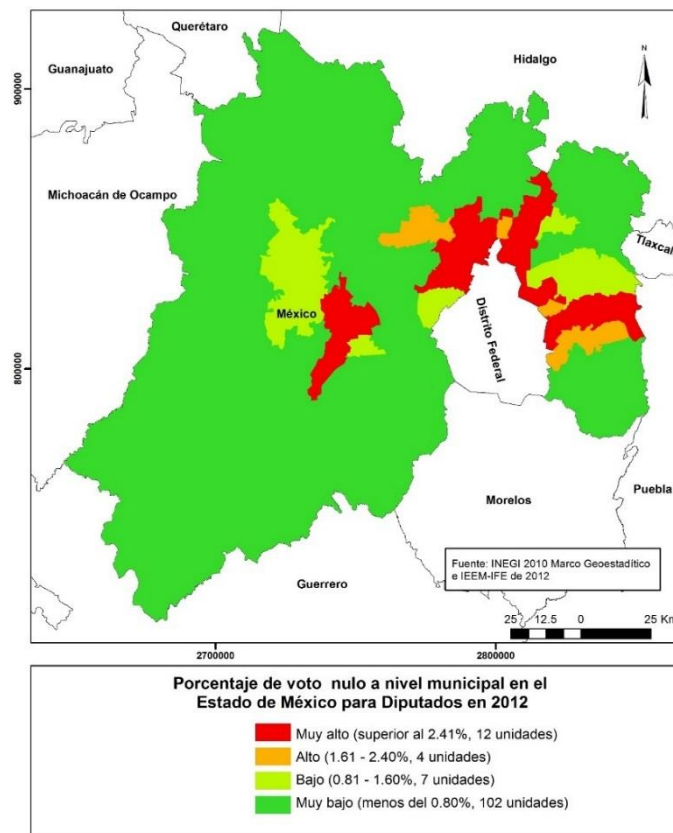 Querétaro
Guanajuato
Hidalgo
N
900000
Michoacán de Ocampo
Tlaxcal
México
Distrito Federal
800000
Puebla
Morelos
Fuente: INEGI 2010 Marco Geoestadítico
e IEEM-IFE de 2012
Guerrero
25 12.5 0 25 Km
2700000 2800000
Porcentaje de voto nulo a nivel municipal en el
Estado de México para Diputados en 2012
Muy alto (superior al 2.41%, 12 unidades)
Alto (1.61 - 2.40%, 4 unidades)
Bajo (0.81 - 1.60%, 7 unidades)
Muy bajo (menos del 0.80%, 102 unidades)